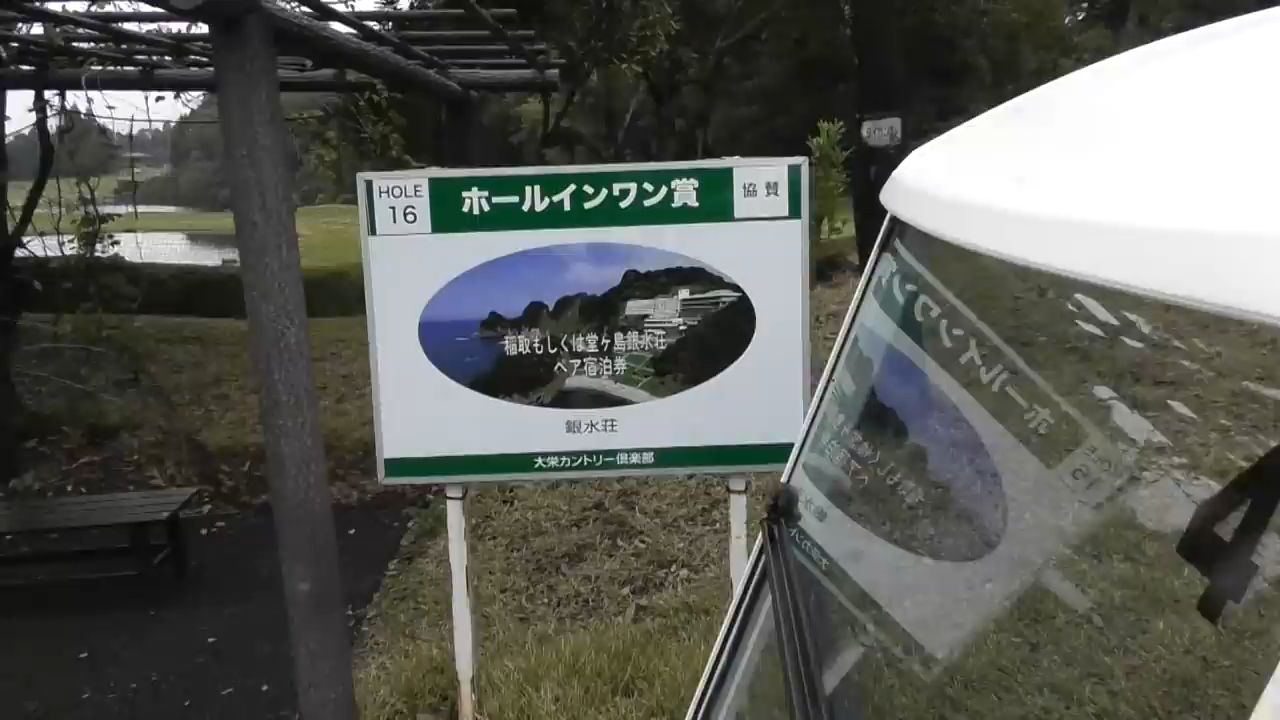 HOLE
16
ホールインワン賞
協賛
稲取もしくは堂ヶ島銀水荘
ペア宿泊券
銀水荘
大栄カントリー倶楽部